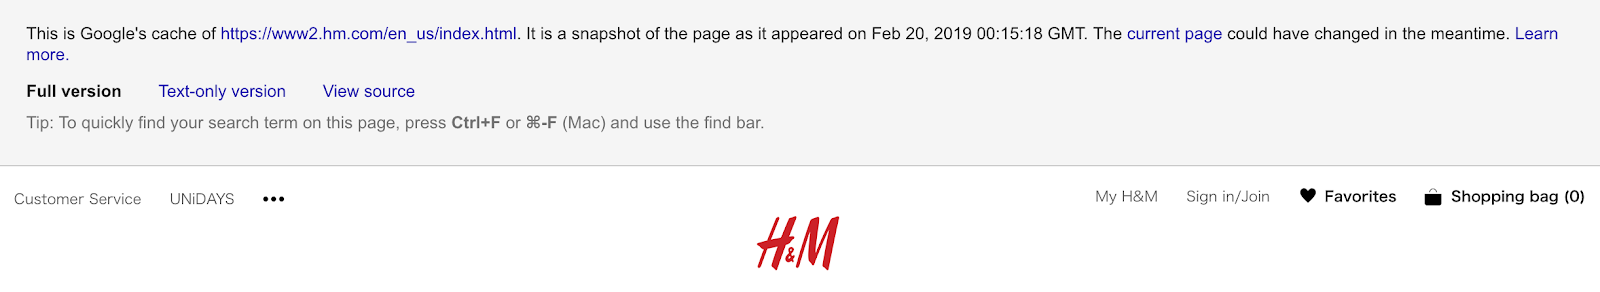 This is Google's cache of https://www2.hm.com/en_us/index.html. It is a snapshot of the page as it appeared on Feb 20, 2019 00:15:18 GMT. The current page could have changed in the meantime. Learn
more.
Full version Text-only version View source
Tip: To quickly find your search term on this page, press Ctrl+F or ⌘-F (Mac) and use the find bar.
Customer Service UNiDAYS ••• My H&M Sign in/Join Favorites Shopping bag (0)
H&M